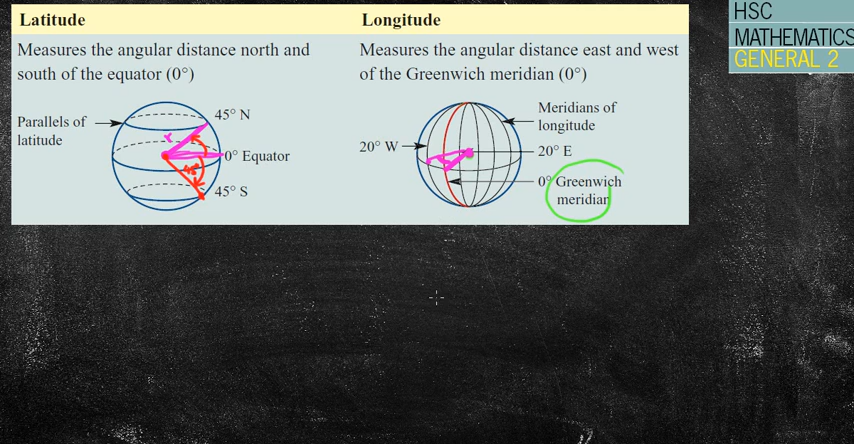 Latitude
Measures the angular distance north and
south of the equator (0°)
Parallels of
latitude
45° N
0° Equator
45° S
Longitude
Measures the angular distance east and west
of the Greenwich meridian (0°)
20° W
Meridians of
longitude
20° E
0° Greenwich
meridian
HSC
MATHEMATICS
GENERAL 2